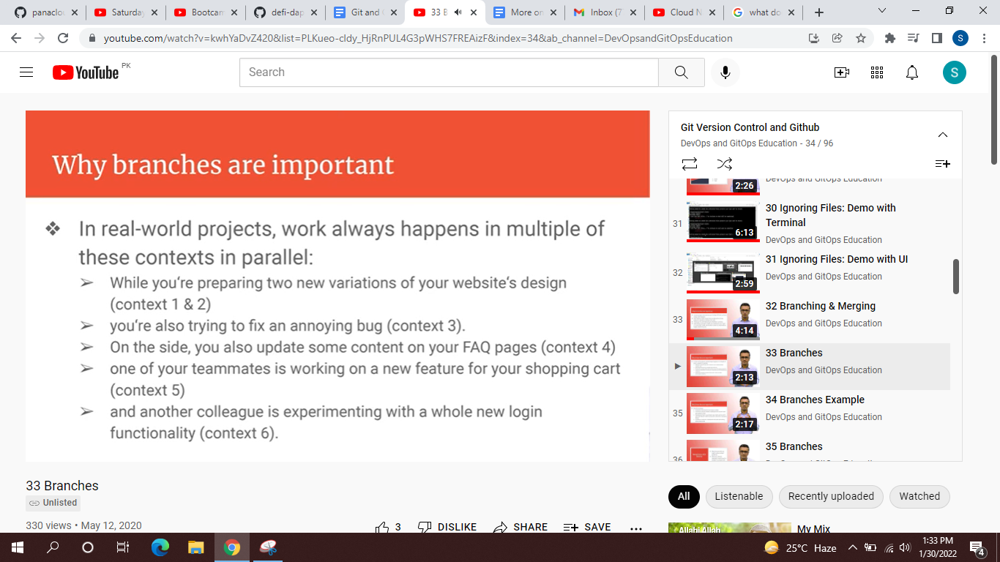 panaclou
Saturday
Bootcam
defi-dap
Git and
33 B
More on
Inbox (7
Cloud N
what do
youtube.com/watch?v=kwhYaDvZ420&list=PLKueo-cldy_HjRnPUL4G3pWHS7FREAizF&index=34&ab_channel=DevOpsandGitOpsEducation
S
YouTube PK
Search
S
Why branches are important
❖ In real-world projects, work always happens in multiple of
these contexts in parallel:
➢ While you're preparing two new variations of your website's design
(context 1 & 2)
➢ you're also trying to fix an annoying bug (context 3).
➢ On the side, you also update some content on your FAQ pages (context 4)
➢ one of your teammates is working on a new feature for your shopping cart
(context 5)
➢ and another colleague is experimenting with a whole new login
functionality (context 6).
33 Branches
Unlisted
330 views • May 12, 2020
3 DISLIKE SHARE SAVE ...
Git Version Control and Github
DevOps and GitOps Education - 34 / 96
2:26
DevOps and GitOps Education
31
6:13
30 Ignoring Files: Demo with
Terminal
DevOps and GitOps Education
32
2:59
31 Ignoring Files: Demo with UI
DevOps and GitOps Education
33
4:14
32 Branching & Merging
DevOps and GitOps Education
2:13
33 Branches
DevOps and GitOps Education
35
2:17
34 Branches Example
DevOps and GitOps Education
36
35 Branches
DevOps and GitOps Education
All Listenable Recently uploaded Watched
Allahi Allah
My Mix
25°C Haze
1:33 PM
1/30/2022
4